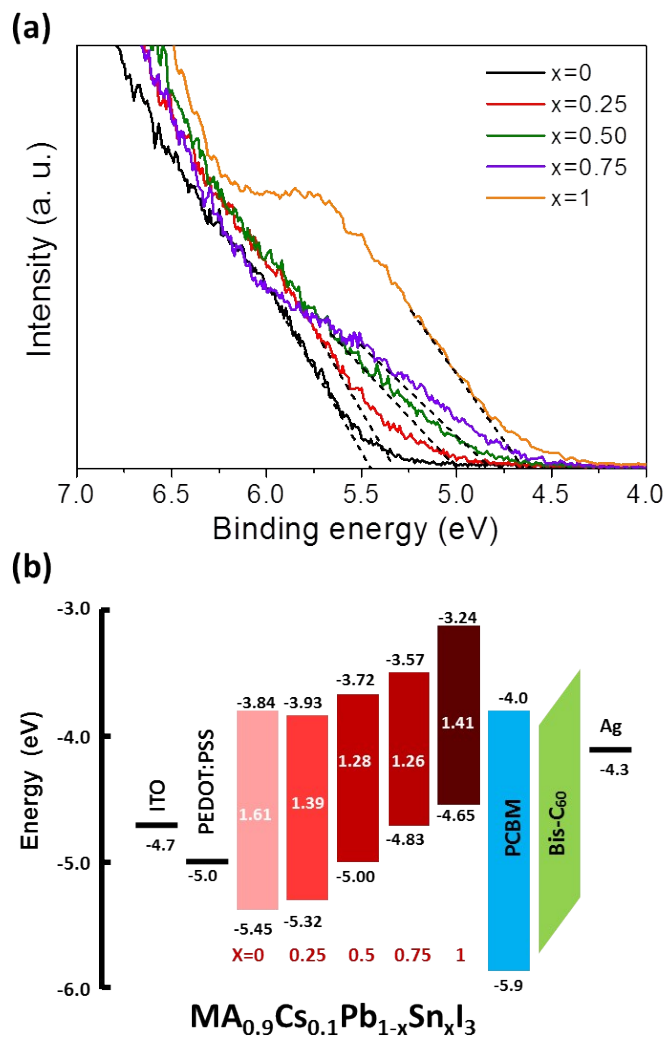 (a)
x=0
x=0.25
x=0.50
x=0.75
x=1
Intensity (a. u.)
7.0 6.5 6.0 5.5 5.0 4.5 4.0
Binding energy (eV)
(b)
Energy (eV)
-3.0
-4.0
-5.0
-6.0
ITO
-4.7
PEDOT:PSS
-5.0
-3.84
1.61
-5.45
-3.93
1.39
-5.32
-3.72
1.28
-5.00
-3.57
1.26
-4.83
-3.24
1.41
-4.65
-4.0
PCBM
-5.9
Bis-C₆₀
Ag
-4.3
X=0 0.25 0.5 0.75 1
MA₀.₉Cs₀.₁Pb₁₋ₓSnₓI₃